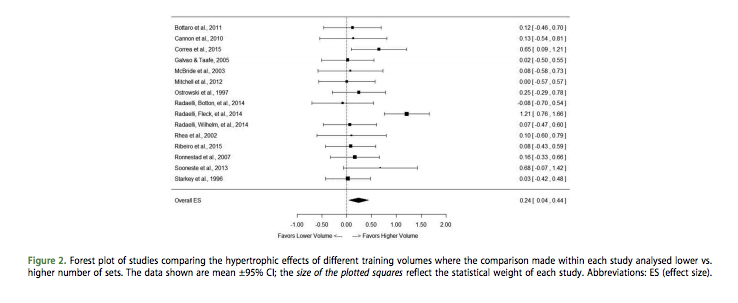 Bottaro et al., 2011 0.12 [-0.46 , 0.70]
Cannon et al., 2010 0.13 [-0.54 , 0.81]
Correa et al., 2015 0.65 [ 0.09 , 1.21]
Galvao & Taafe, 2005 0.02 [-0.50 , 0.55]
McBride et al., 2003 0.08 [-0.58 , 0.73]
Mitchell et al., 2012 0.00 [-0.57 , 0.57]
Ostrowski et al., 1997 0.25 [-0.29 , 0.78]
Radaelli, Botton, et al., 2014 -0.08 [-0.70 , 0.54]
Radaelli, Fleck, et al., 2014 1.21 [ 0.76 , 1.66]
Radaelli, Wilhelm, et al., 2014 0.07 [-0.47 , 0.60]
Rhea et al., 2002 0.10 [-0.60 , 0.79]
Ribeiro et al., 2015 0.08 [-0.43 , 0.59]
Ronnestad et al., 2007 0.16 [-0.33 , 0.66]
Sooneste et al., 2013 0.68 [-0.07 , 1.42]
Starkey et al., 1996 0.03 [-0.42 , 0.48]
Overall ES 0.24 [ 0.04 , 0.44]
-1.00 -0.50 0.00 0.50 1.00 1.50 2.00
Favors Lower Volume <— —> Favors Higher Volume
Figure 2. Forest plot of studies comparing the hypertrophic effects of different training volumes where the comparison made within each study analysed lower vs.
higher number of sets. The data shown are mean ±95% CI; the size of the plotted squares reflect the statistical weight of each study. Abbreviations: ES (effect size).